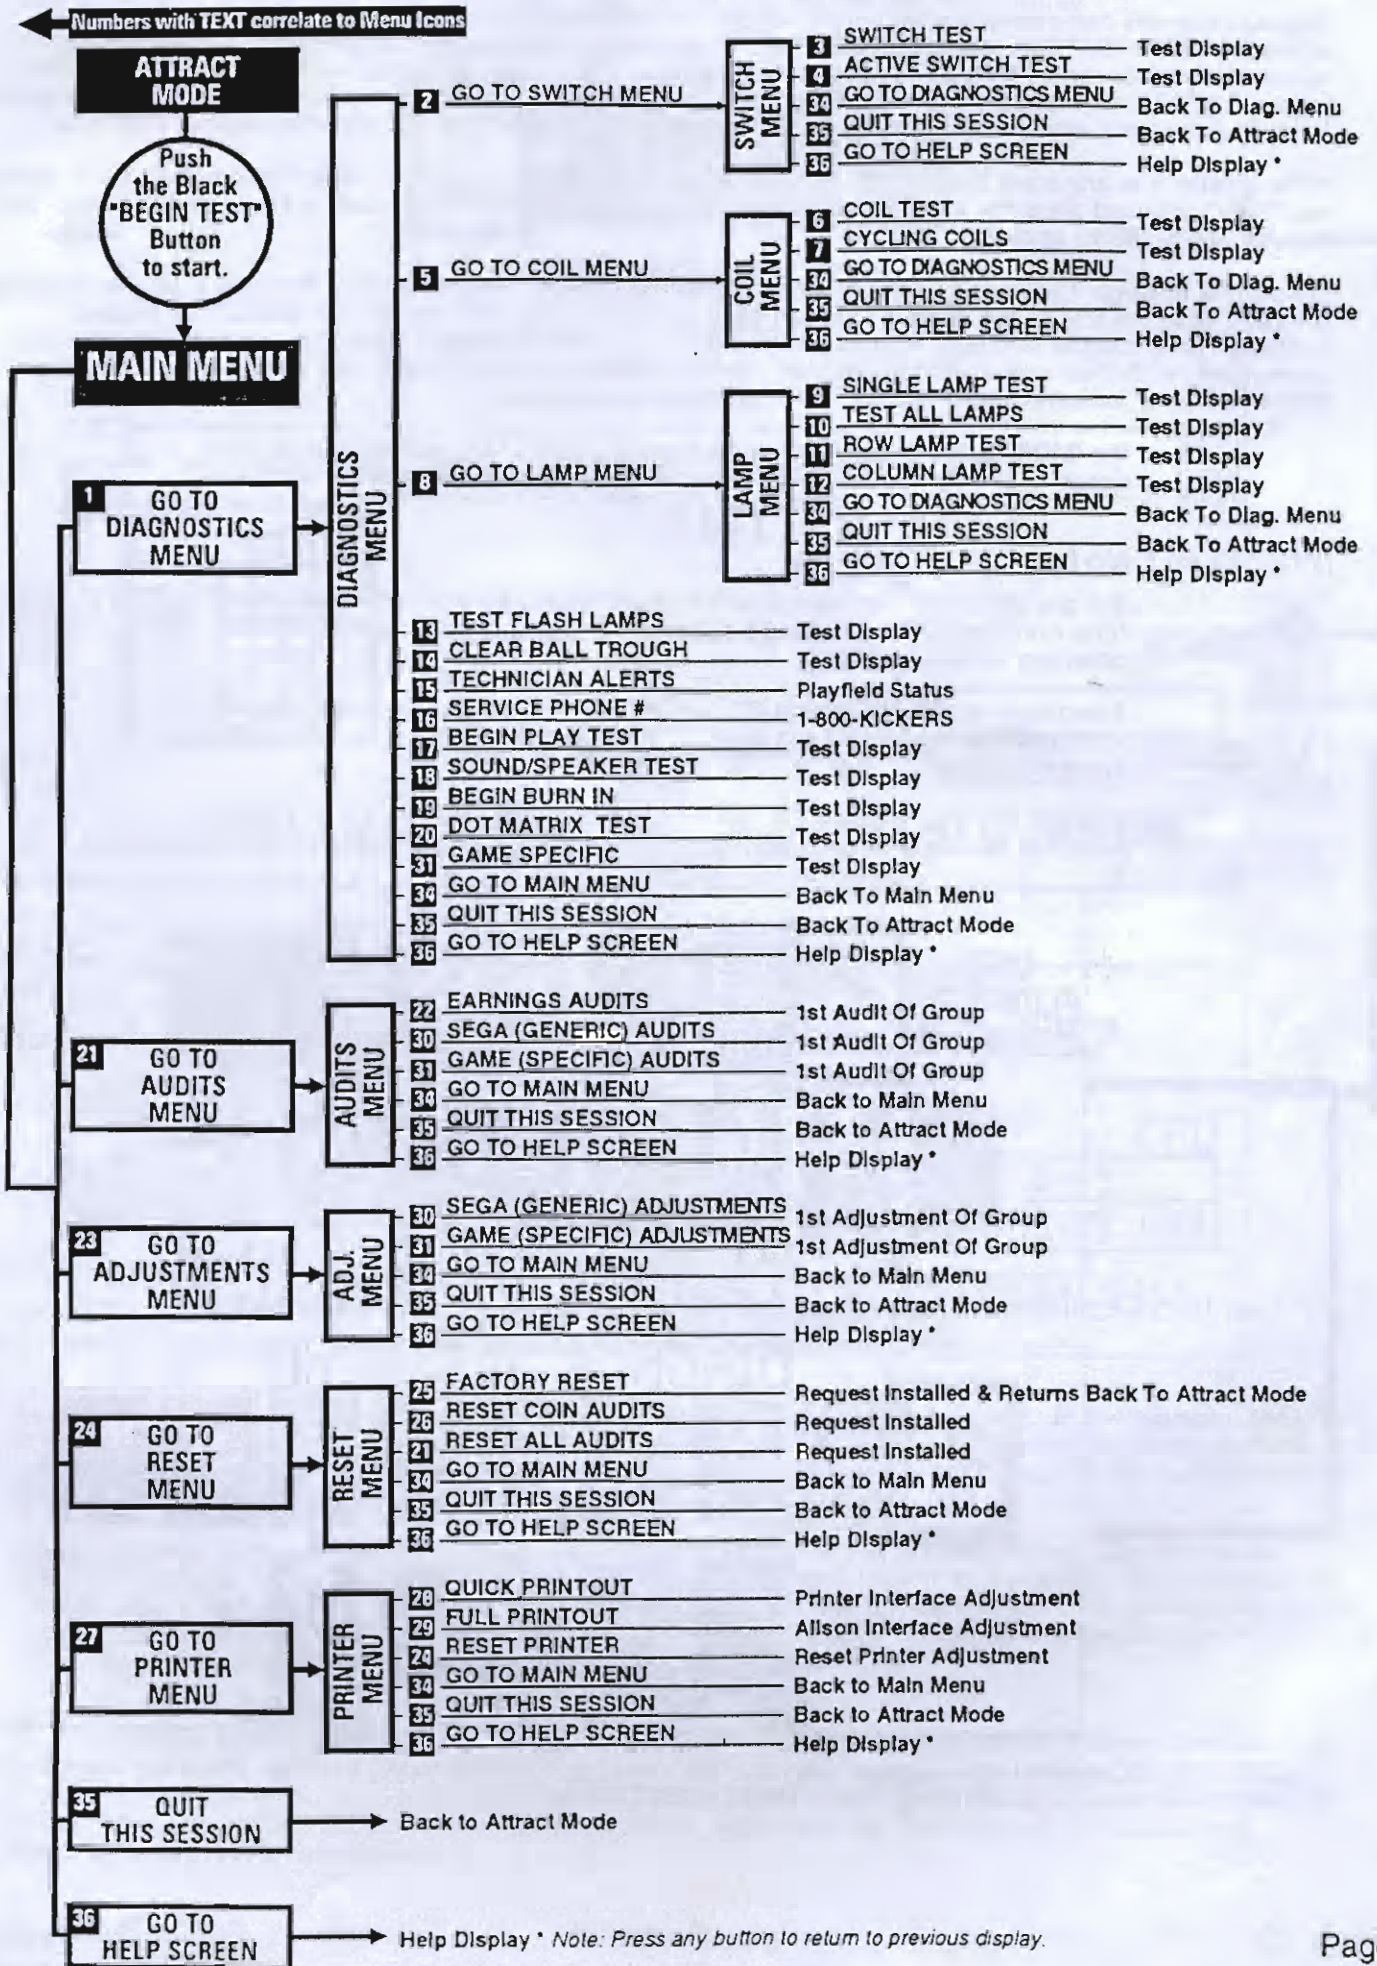 Numbers with TEXT correlate to Menu Icons
ATTRACT
MODE
Push
the Black
"BEGIN TEST"
Button
to start.
MAIN MENU
1 GO TO
DIAGNOSTICS
MENU
DIAGNOSTICS
MENU
2 GO TO SWITCH MENU
SWITCH
MENU
3 SWITCH TEST Test Display
4 ACTIVE SWITCH TEST Test Display
34 GO TO DIAGNOSTICS MENU Back To Diag. Menu
35 QUIT THIS SESSION Back To Attract Mode
36 GO TO HELP SCREEN Help Display *
5 GO TO COIL MENU
COIL
MENU
6 COIL TEST Test Display
7 CYCLING COILS Test Display
34 GO TO DIAGNOSTICS MENU Back To Diag. Menu
35 QUIT THIS SESSION Back To Attract Mode
36 GO TO HELP SCREEN Help Display *
8 GO TO LAMP MENU
LAMP
MENU
9 SINGLE LAMP TEST Test Display
10 TEST ALL LAMPS Test Display
11 ROW LAMP TEST Test Display
12 COLUMN LAMP TEST Test Display
34 GO TO DIAGNOSTICS MENU Back To Diag. Menu
35 QUIT THIS SESSION Back To Attract Mode
36 GO TO HELP SCREEN Help Display *
13 TEST FLASH LAMPS Test Display
14 CLEAR BALL TROUGH Test Display
15 TECHNICIAN ALERTS Playfield Status
16 SERVICE PHONE # 1-800-KICKERS
17 BEGIN PLAY TEST Test Display
18 SOUND/SPEAKER TEST Test Display
19 BEGIN BURN IN Test Display
20 DOT MATRIX TEST Test Display
31 GAME SPECIFIC Test Display
34 GO TO MAIN MENU Back To Main Menu
35 QUIT THIS SESSION Back To Attract Mode
36 GO TO HELP SCREEN Help Display *
21 GO TO
AUDITS
MENU
AUDITS
MENU
22 EARNINGS AUDITS 1st Audit Of Group
30 SEGA (GENERIC) AUDITS 1st Audit Of Group
31 GAME (SPECIFIC) AUDITS 1st Audit Of Group
34 GO TO MAIN MENU Back to Main Menu
35 QUIT THIS SESSION Back to Attract Mode
36 GO TO HELP SCREEN Help Display *
23 GO TO
ADJUSTMENTS
MENU
ADJ.
MENU
30 SEGA (GENERIC) ADJUSTMENTS 1st Adjustment Of Group
31 GAME (SPECIFIC) ADJUSTMENTS 1st Adjustment Of Group
34 GO TO MAIN MENU Back to Main Menu
35 QUIT THIS SESSION Back to Attract Mode
36 GO TO HELP SCREEN Help Display *
24 GO TO
RESET
MENU
RESET
MENU
25 FACTORY RESET Request Installed & Returns Back To Attract Mode
26 RESET COIN AUDITS Request Installed
21 RESET ALL AUDITS Request Installed
34 GO TO MAIN MENU Back to Main Menu
35 QUIT THIS SESSION Back to Attract Mode
36 GO TO HELP SCREEN Help Display *
27 GO TO
PRINTER
MENU
PRINTER
MENU
28 QUICK PRINTOUT Printer Interface Adjustment
29 FULL PRINTOUT Alison Interface Adjustment
24 RESET PRINTER Reset Printer Adjustment
34 GO TO MAIN MENU Back to Main Menu
35 QUIT THIS SESSION Back to Attract Mode
36 GO TO HELP SCREEN Help Display *
35 QUIT
THIS SESSION
Back to Attract Mode
36 GO TO
HELP SCREEN
Help Display * Note: Press any button to return to previous display.
Pag